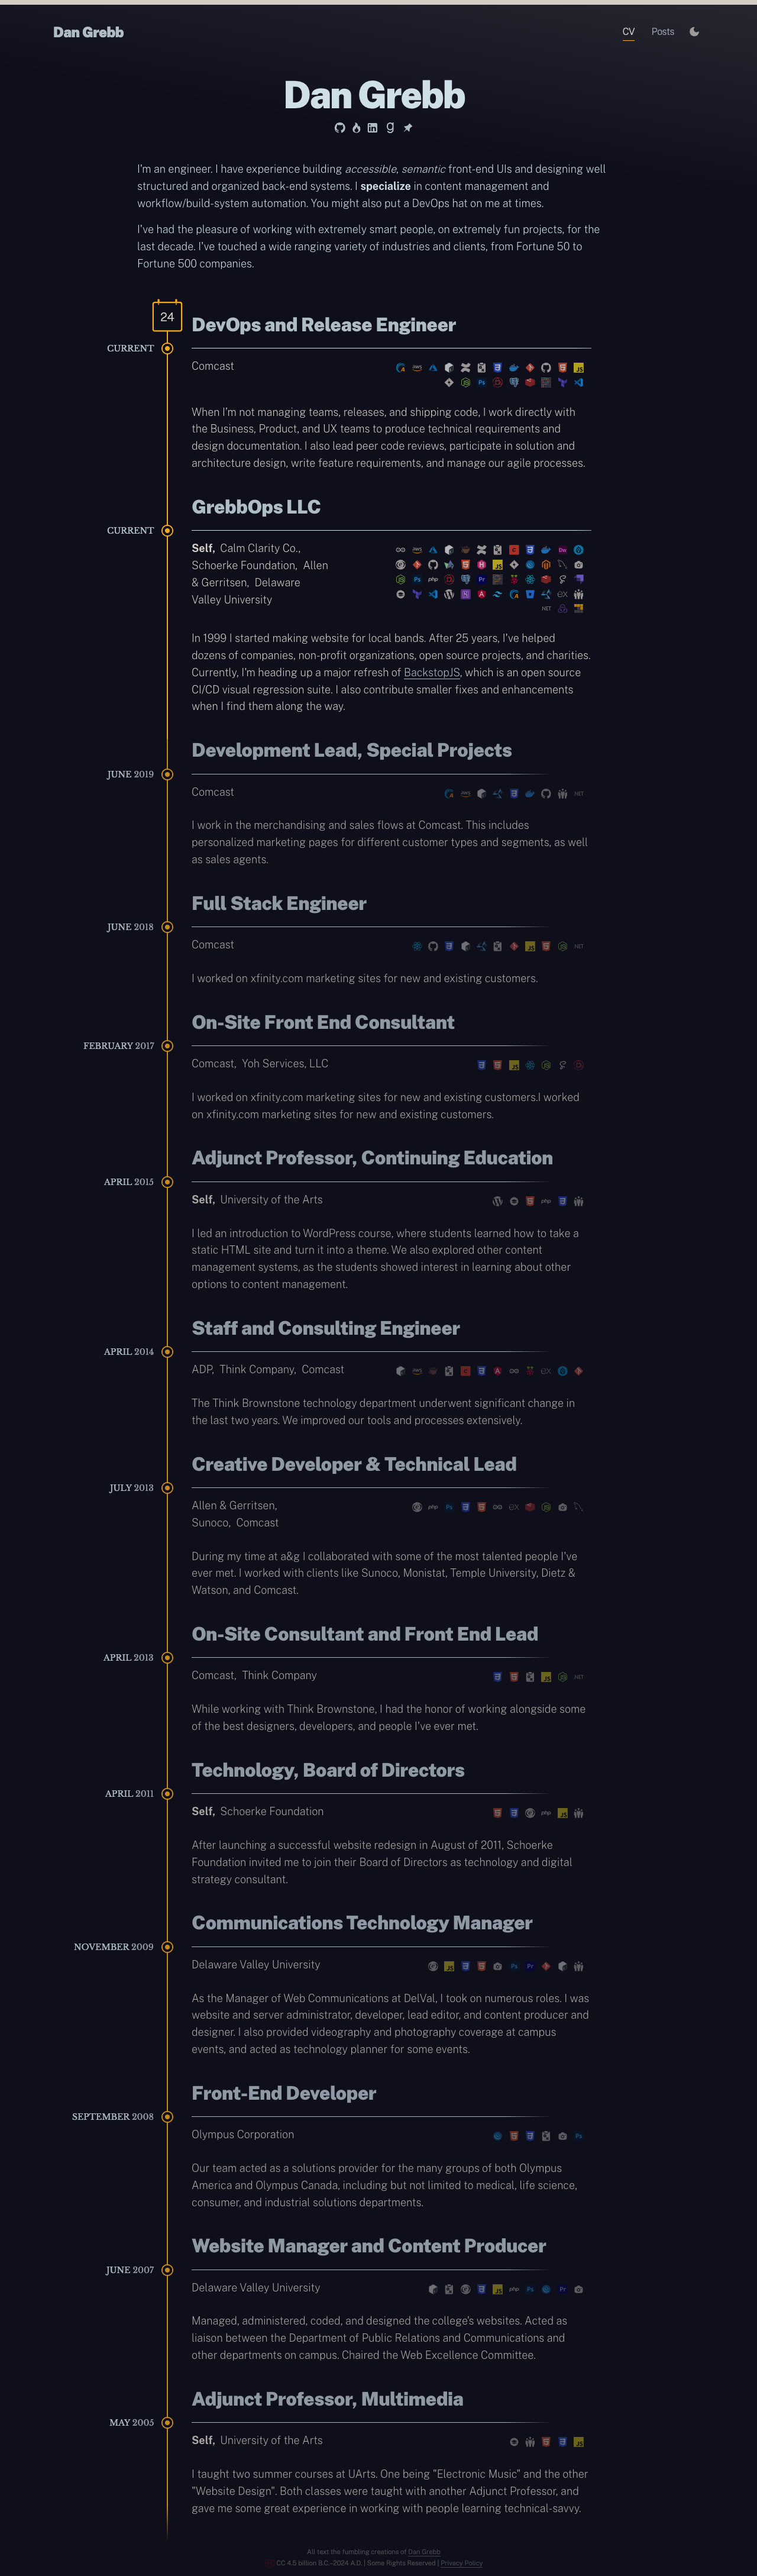 Dan Grebb
CV
Posts
Dan Grebb
I'm an engineer. I have experience building accessible, semantic front-end UIs and designing well
structured and organized back-end systems. I specialize in content management and
workflow/build-system automation. You might also put a DevOps hat on me at times.
I've had the pleasure of working with extremely smart people, on extremely fun projects, for the
last decade. I've touched a wide ranging variety of industries and clients, from Fortune 50 to
Fortune 500 companies.
24
DevOps and Release Engineer
CURRENT
Comcast
When I'm not managing teams, releases, and shipping code, I work directly with
the Business, Product, and UX teams to produce technical requirements and
design documentation. I also lead peer code reviews, participate in solution and
architecture design, write feature requirements, and manage our agile processes.
GrebbOps LLC
CURRENT
Self, Calm Clarity Co.,
Schoerke Foundation, Allen
& Gerritsen, Delaware
Valley University
In 1999 I started making website for local bands. After 25 years, I've helped
dozens of companies, non-profit organizations, open source projects, and charities.
Currently, I'm heading up a major refresh of BackstopJS, which is an open source
CI/CD visual regression suite. I also contribute smaller fixes and enhancements
when I find them along the way.
Development Lead, Special Projects
JUNE 2019
Comcast
I work in the merchandising and sales flows at Comcast. This includes
personalized marketing pages for different customer types and segments, as well
as sales agents.
Full Stack Engineer
JUNE 2018
Comcast
I worked on xfinity.com marketing sites for new and existing customers.
On-Site Front End Consultant
FEBRUARY 2017
Comcast, Yoh Services, LLC
I worked on xfinity.com marketing sites for new and existing customers.I worked
on xfinity.com marketing sites for new and existing customers.
Adjunct Professor, Continuing Education
APRIL 2015
Self, University of the Arts
I led an introduction to WordPress course, where students learned how to take a
static HTML site and turn it into a theme. We also explored other content
management systems, as the students showed interest in learning about other
options to content management.
Staff and Consulting Engineer
APRIL 2014
ADP, Think Company, Comcast
The Think Brownstone technology department underwent significant change in
the last two years. We improved our tools and processes extensively.
Creative Developer & Technical Lead
JULY 2013
Allen & Gerritsen,
Sunoco, Comcast
During my time at a&g I collaborated with some of the most talented people I've
ever met. I worked with clients like Sunoco, Monistat, Temple University, Dietz &
Watson, and Comcast.
On-Site Consultant and Front End Lead
APRIL 2013
Comcast, Think Company
While working with Think Brownstone, I had the honor of working alongside some
of the best designers, developers, and people I've ever met.
Technology, Board of Directors
APRIL 2011
Self, Schoerke Foundation
After launching a successful website redesign in August of 2011, Schoerke
Foundation invited me to join their Board of Directors as technology and digital
strategy consultant.
Communications Technology Manager
NOVEMBER 2009
Delaware Valley University
As the Manager of Web Communications at DelVal, I took on numerous roles. I was
website and server administrator, developer, lead editor, and content producer and
designer. I also provided videography and photography coverage at campus
events, and acted as technology planner for some events.
Front-End Developer
SEPTEMBER 2008
Olympus Corporation
Our team acted as a solutions provider for the many groups of both Olympus
America and Olympus Canada, including but not limited to medical, life science,
consumer, and industrial solutions departments.
Website Manager and Content Producer
JUNE 2007
Delaware Valley University
Managed, administered, coded, and designed the college's websites. Acted as
liaison between the Department of Public Relations and Communications and
other departments on campus. Chaired the Web Excellence Committee.
Adjunct Professor, Multimedia
MAY 2005
Self, University of the Arts
I taught two summer courses at UArts. One being "Electronic Music" and the other
"Website Design". Both classes were taught with another Adjunct Professor, and
gave me some great experience in working with people learning technical-savvy.
All text the fumbling creations of Dan Grebb
CC 4.5 billion B.C.–2024 A.D. | Some Rights Reserved | Privacy Policy